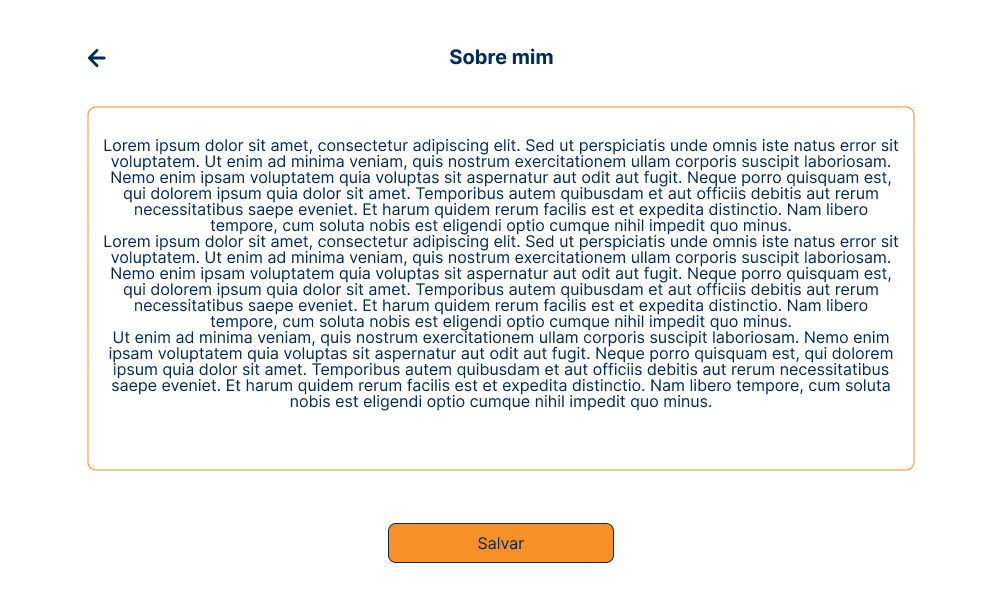 Sobre mim
Lorem ipsum dolor sit amet, consectetur adipiscing elit. Sed ut perspiciatis unde omnis iste natus error sit
voluptatem. Ut enim ad minima veniam, quis nostrum exercitationem ullam corporis suscipit laboriosam.
Nemo enim ipsam voluptatem quia voluptas sit aspernatur aut odit aut fugit. Neque porro quisquam est,
qui dolorem ipsum quia dolor sit amet. Temporibus autem quibusdam et aut officiis debitis aut rerum
necessitatibus saepe eveniet. Et harum quidem rerum facilis est et expedita distinctio. Nam libero
tempore, cum soluta nobis est eligendi optio cumque nihil impedit quo minus.
Lorem ipsum dolor sit amet, consectetur adipiscing elit. Sed ut perspiciatis unde omnis iste natus error sit
voluptatem. Ut enim ad minima veniam, quis nostrum exercitationem ullam corporis suscipit laboriosam.
Nemo enim ipsam voluptatem quia voluptas sit aspernatur aut odit aut fugit. Neque porro quisquam est,
qui dolorem ipsum quia dolor sit amet. Temporibus autem quibusdam et aut officiis debitis aut rerum
necessitatibus saepe eveniet. Et harum quidem rerum facilis est et expedita distinctio. Nam libero
tempore, cum soluta nobis est eligendi optio cumque nihil impedit quo minus.
Ut enim ad minima veniam, quis nostrum exercitationem ullam corporis suscipit laboriosam. Nemo enim
ipsam voluptatem quia voluptas sit aspernatur aut odit aut fugit. Neque porro quisquam est, qui dolorem
ipsum quia dolor sit amet. Temporibus autem quibusdam et aut officiis debitis aut rerum necessitatibus
saepe eveniet. Et harum quidem rerum facilis est et expedita distinctio. Nam libero tempore, cum soluta
nobis est eligendi optio cumque nihil impedit quo minus.
Salvar